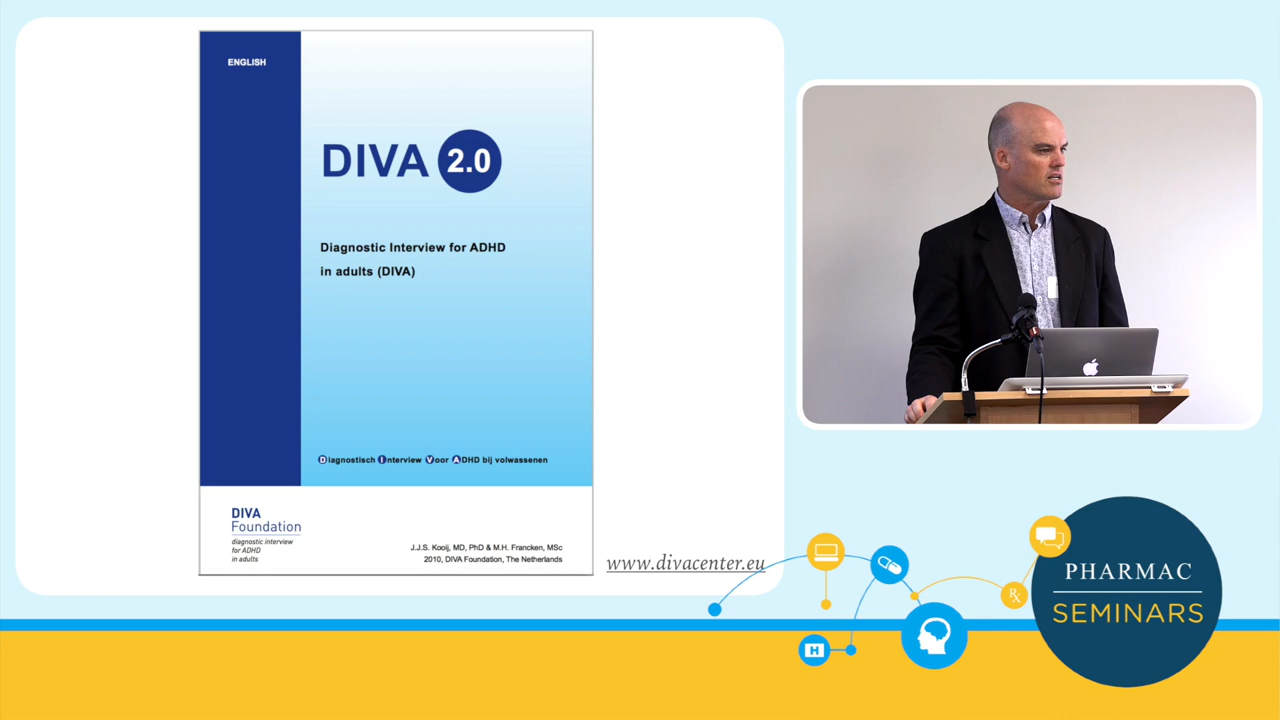 ENGLISH
DIVA 2.0
Diagnostic Interview for ADHD
in adults (DIVA)
Diagnostisch Interview Voor ADHD bij volwassenen
DIVA
Foundation
diagnostic interview
for ADHD
in adults
J.J.S. Kooij, MD, PhD & M.H. Francken, MSc
2010, DIVA Foundation, The Netherlands
www.divacenter.eu
H
Rx
PHARMAC
SEMINARS